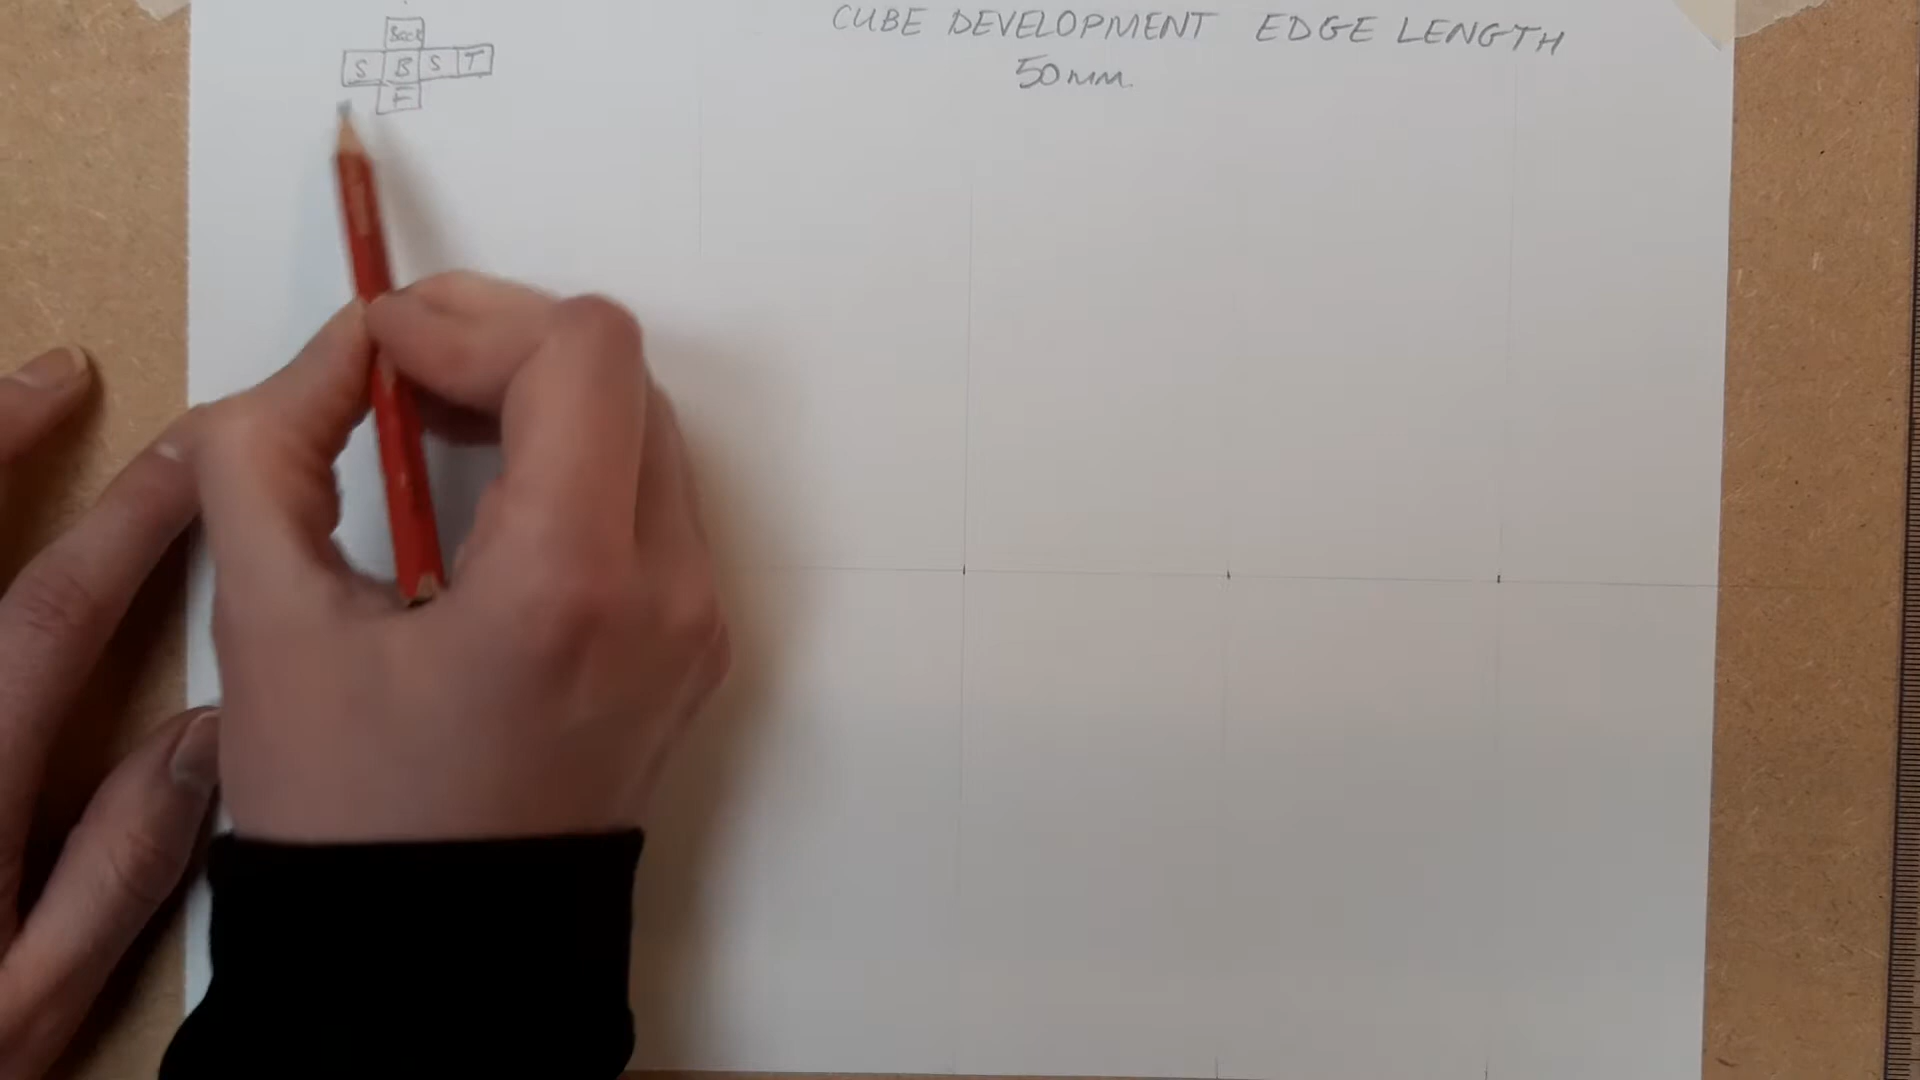 CUBE DEVELOPMENT EDGE LENGTH
50mm.
Back
S B S T
F